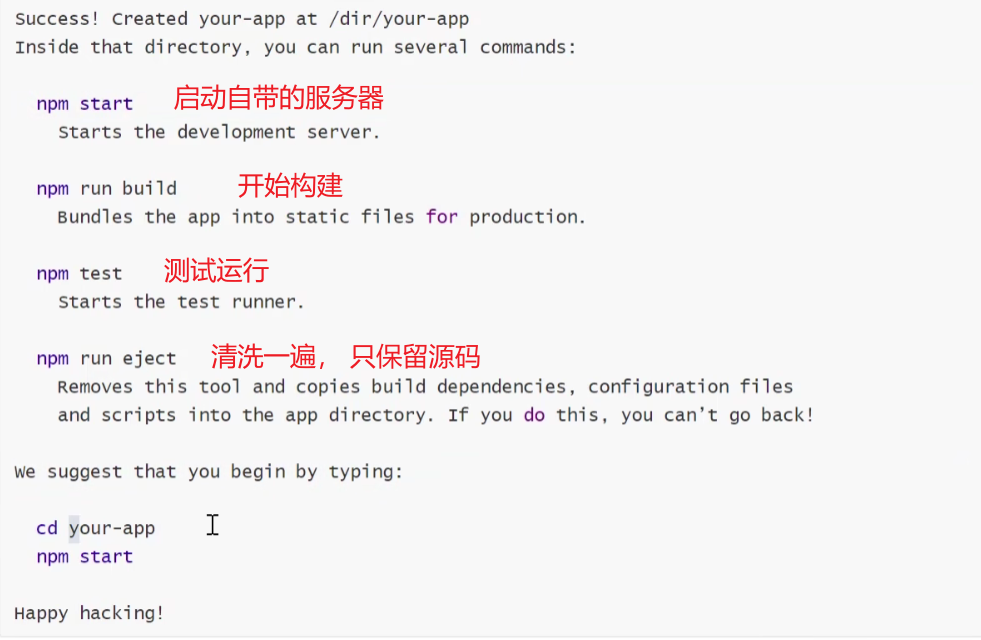 Success! Created your-app at /dir/your-app
Inside that directory, you can run several commands:
npm start 启动自带的服务器
Starts the development server.
npm run build 开始构建
Bundles the app into static files for production.
npm test 测试运行
Starts the test runner.
npm run eject 清洗一遍， 只保留源码
Removes this tool and copies build dependencies, configuration files
and scripts into the app directory. If you do this, you can’t go back!
We suggest that you begin by typing:
cd your-app
npm start
Happy hacking!